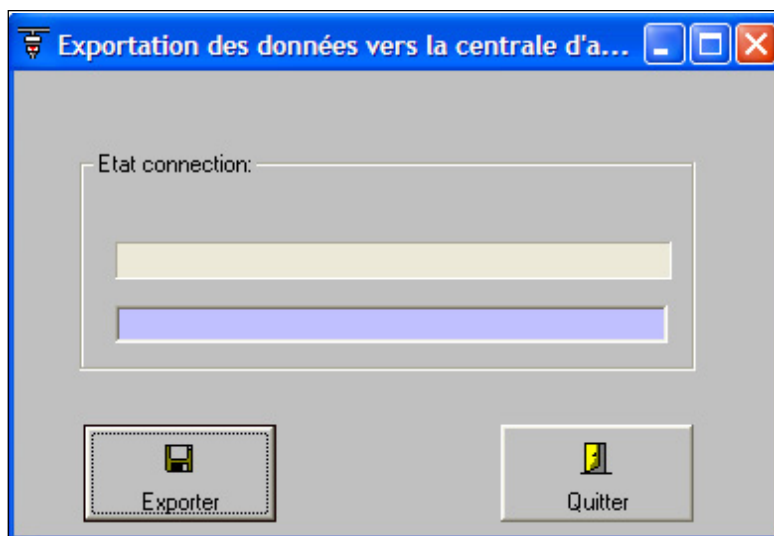 Exportation des données vers la centrale d'a...
Etat connection:
Exporter
Quitter